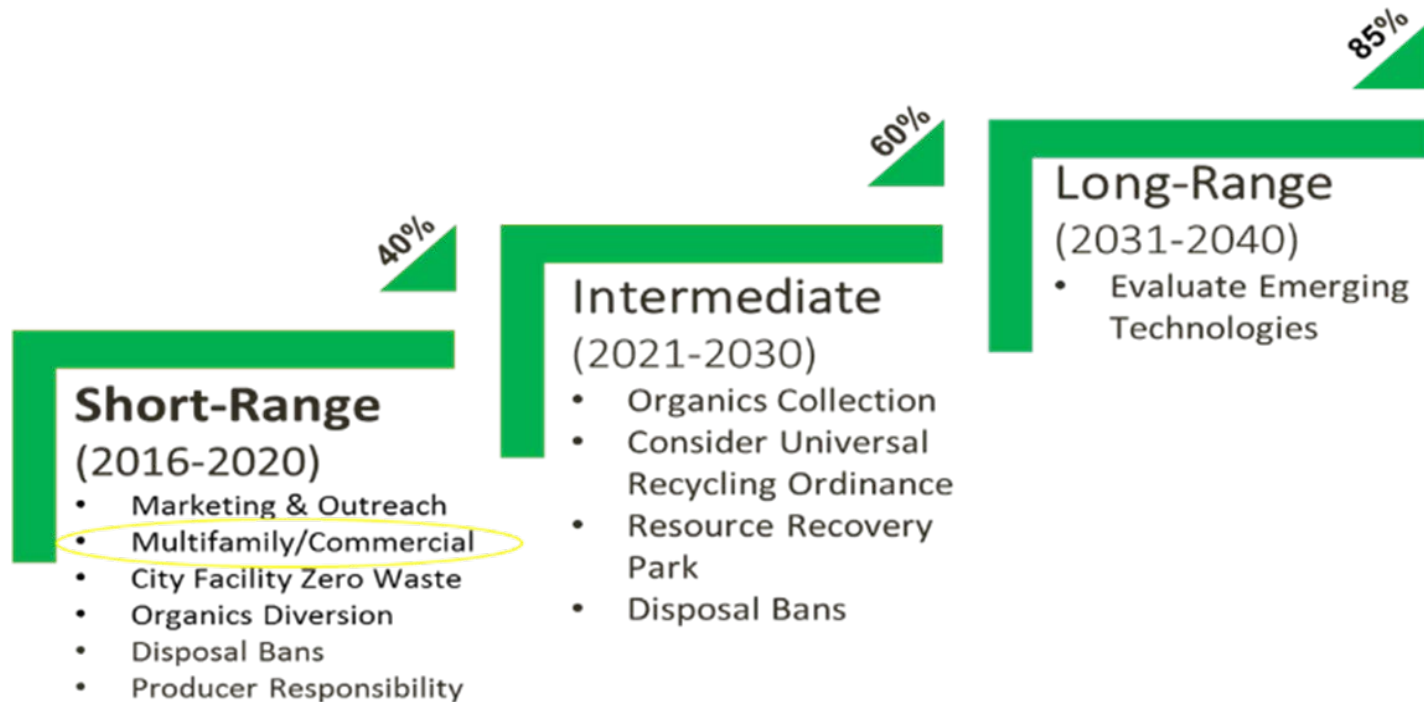 40%
Short-Range
(2016-2020)
• Marketing & Outreach
• Multifamily/Commercial
• City Facility Zero Waste
• Organics Diversion
• Disposal Bans
• Producer Responsibility
60%
Intermediate
(2021-2030)
• Organics Collection
• Consider Universal
Recycling Ordinance
• Resource Recovery
Park
• Disposal Bans
85%
Long-Range
(2031-2040)
• Evaluate Emerging
Technologies